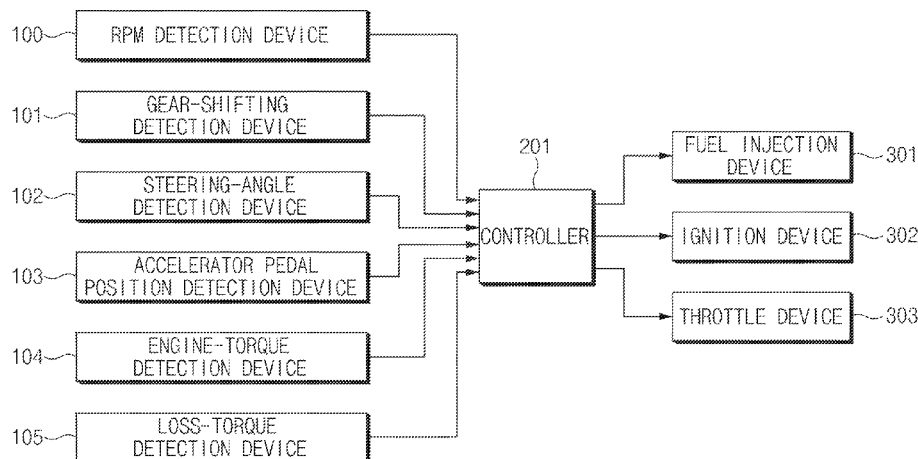 100
RPM DETECTION DEVICE
101
GEAR-SHIFTING
DETECTION DEVICE
102
STEERING-ANGLE
DETECTION DEVICE
103
ACCELERATOR PEDAL
POSITION DETECTION DEVICE
104
ENGINE-TORQUE
DETECTION DEVICE
105
LOSS-TORQUE
DETECTION DEVICE
201
CONTROLLER
FUEL INJECTION
DEVICE
301
IGNITION DEVICE
302
THROTTLE DEVICE
303